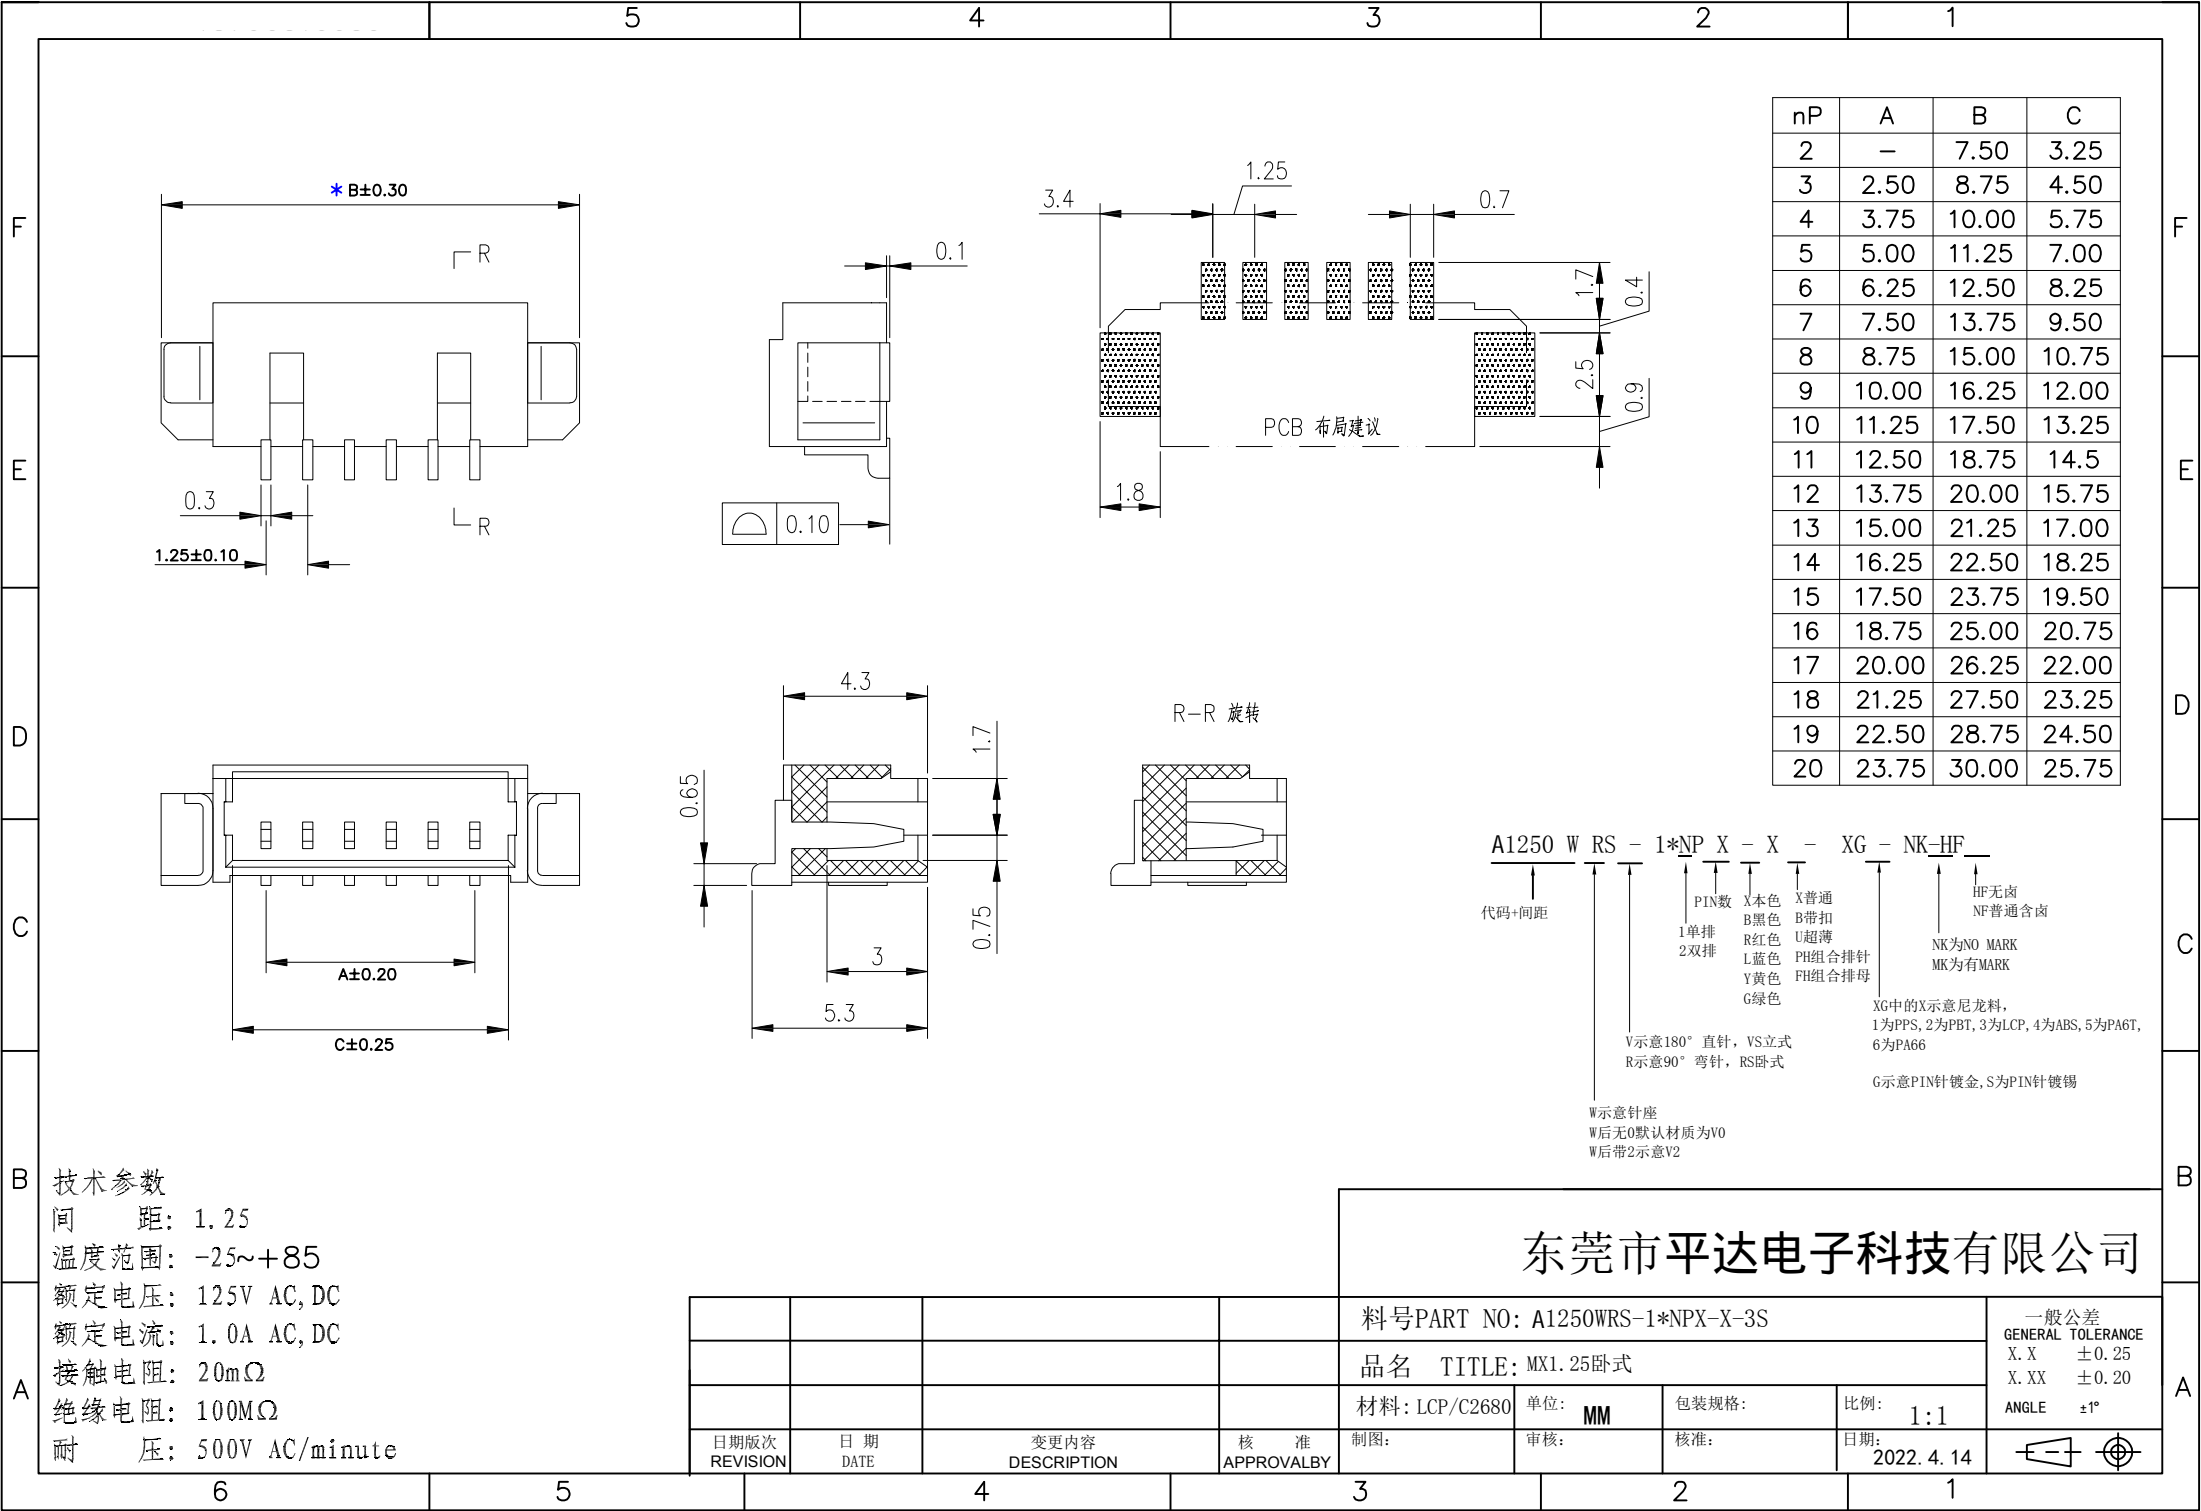 5 4 3 2 1
F
E
D
C
B
A
F
E
D
C
B
A
6 5 4 3 2 1
* B±0.30
R
R
0.3
1.25±0.10
0.1
0.10
3.4
1.25
0.7
1.7
0.4
2.5
0.9
1.8
PCB 布局建议
nP A B C
2 – 7.50 3.25
3 2.50 8.75 4.50
4 3.75 10.00 5.75
5 5.00 11.25 7.00
6 6.25 12.50 8.25
7 7.50 13.75 9.50
8 8.75 15.00 10.75
9 10.00 16.25 12.00
10 11.25 17.50 13.25
11 12.50 18.75 14.5
12 13.75 20.00 15.75
13 15.00 21.25 17.00
14 16.25 22.50 18.25
15 17.50 23.75 19.50
16 18.75 25.00 20.75
17 20.00 26.25 22.00
18 21.25 27.50 23.25
19 22.50 28.75 24.50
20 23.75 30.00 25.75
A±0.20
C±0.25
4.3
1.7
0.65
0.75
3
5.3
R-R 旋转
A1250 W RS - 1*NP X - X - XG - NK-HF
代码+间距
1单排
2双排
PIN数
X本色
B黑色
R红色
L蓝色
Y黄色
G绿色
X普通
B带扣
U超薄
PH组合排针
FH组合排母
HF无卤
NF普通含卤
NK为NO MARK
MK为有MARK
XG中的X示意尼龙料,
1为PPS,2为PBT,3为LCP,4为ABS,5为PA6T,
6为PA66
G示意PIN针镀金,S为PIN针镀锡
V示意180°直针，VS立式
R示意90°弯针，RS卧式
W示意针座
W后无0默认材质为V0
W后带2示意V2
技术参数
间 距: 1.25
温度范围: -25~+85
额定电压: 125V AC,DC
额定电流: 1.0A AC,DC
接触电阻: 20mΩ
绝缘电阻: 100MΩ
耐 压: 500V AC/minute
东莞市平达电子科技有限公司
料号PART NO: A1250WRS-1*NPX-X-3S
品名 TITLE: MX1.25卧式
材料: LCP/C2680
单位: MM
包装规格:
比例: 1:1
制图:
审核:
核准:
日期: 2022.4.14
一般公差
GENERAL TOLERANCE
X.X ±0.25
X.XX ±0.20
ANGLE ±1°
日期版次
REVISION
日 期
DATE
变更内容
DESCRIPTION
核 准
APPROVALBY